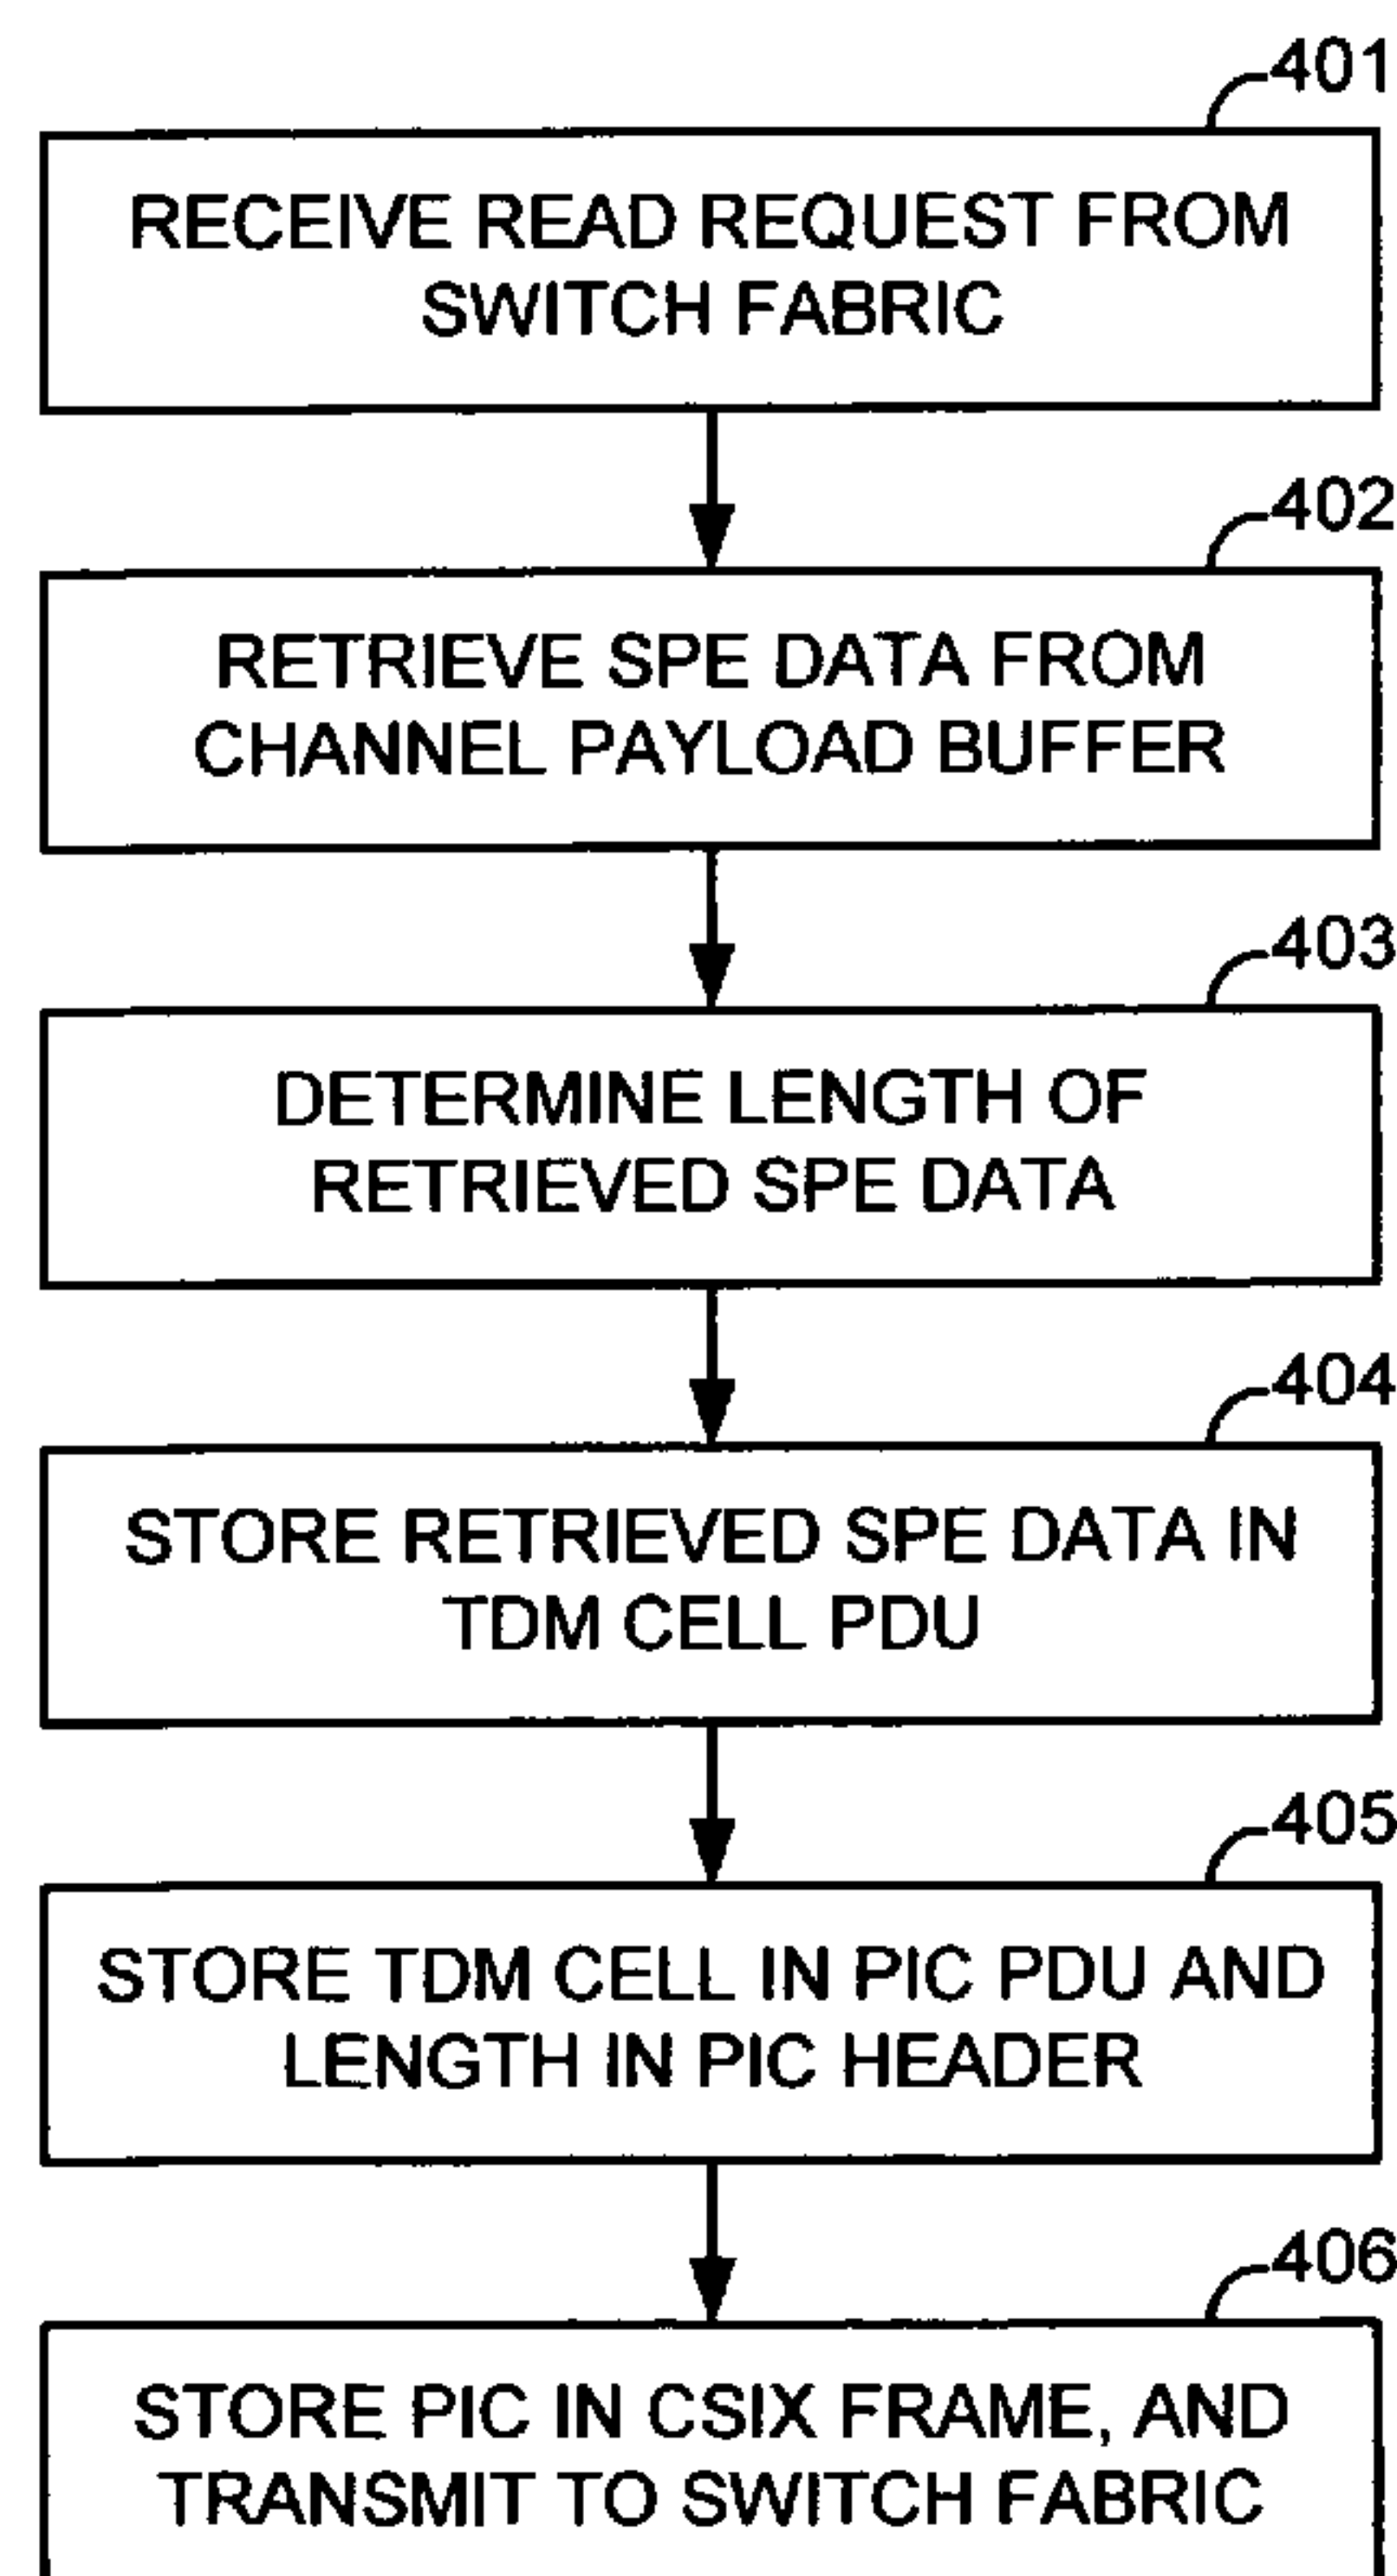 401
RECEIVE READ REQUEST FROM
SWITCH FABRIC
402
RETRIEVE SPE DATA FROM
CHANNEL PAYLOAD BUFFER
403
DETERMINE LENGTH OF
RETRIEVED SPE DATA
404
STORE RETRIEVED SPE DATA IN
TDM CELL PDU
405
STORE TDM CELL IN PIC PDU AND
LENGTH IN PIC HEADER
406
STORE PIC IN CSIX FRAME, AND
TRANSMIT TO SWITCH FABRIC